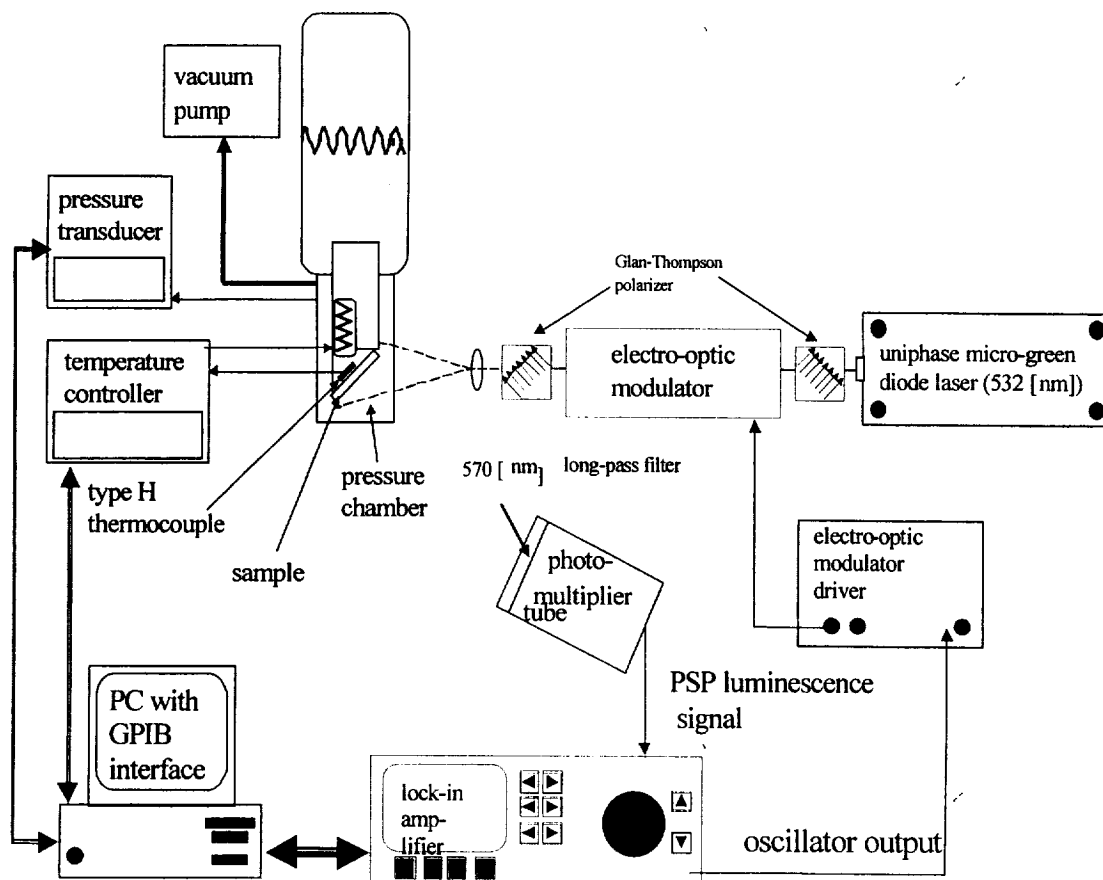 vacuum
pump
pressure
transducer
Glan-Thompson
polarizer
temperature
controller
electro-optic
modulator
uniphase micro-green
diode laser (532 [nm])
type H
thermocouple
sample
pressure
chamber
570 [ nm] long-pass filter
photo-
multiplier
tube
electro-optic
modulator
driver
PSP luminescence
signal
PC with
GPIB
interface
lock-in
amp-
lifier
oscillator output